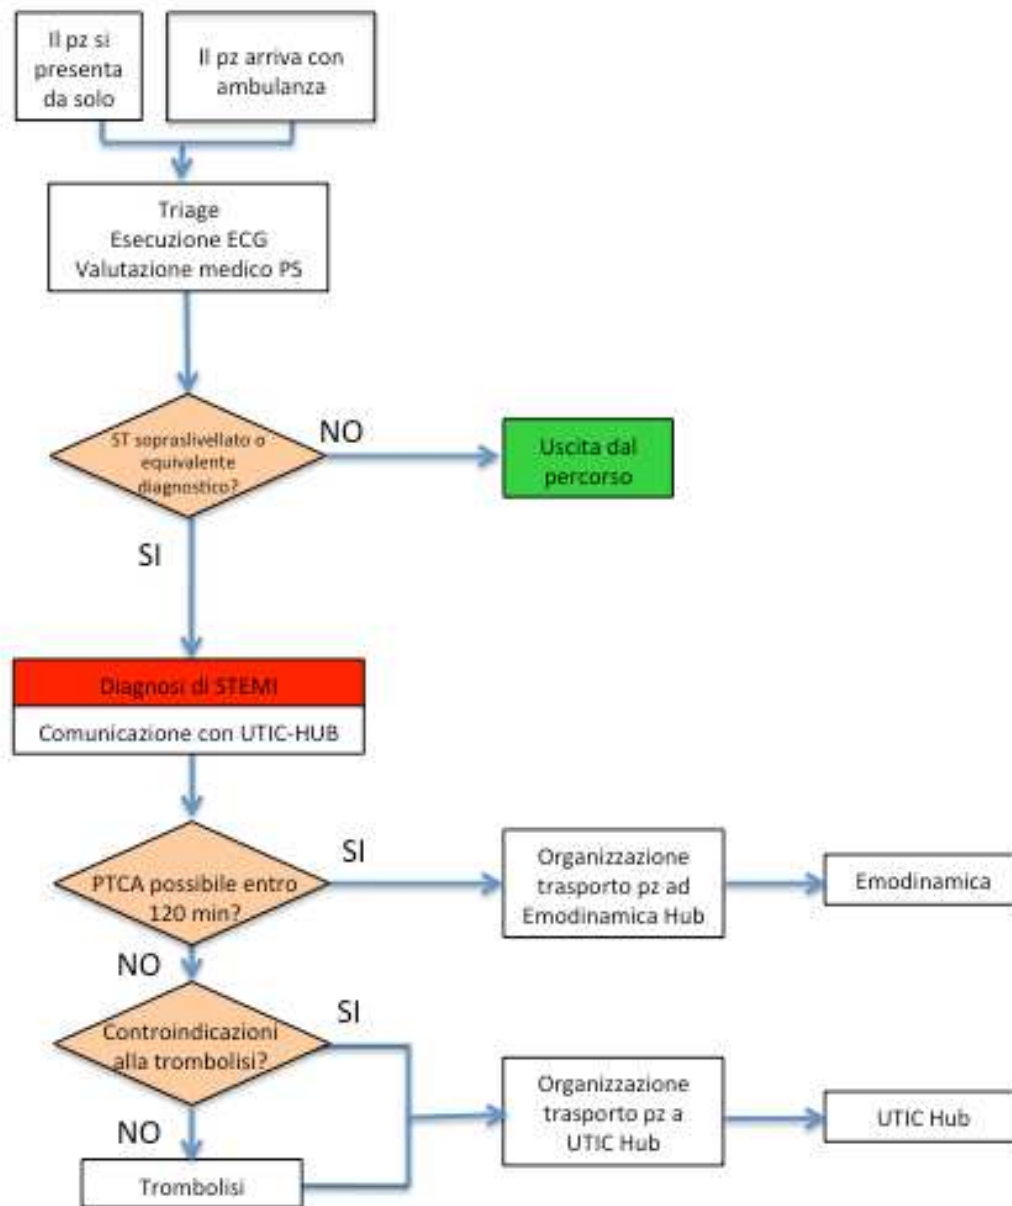 Il pz si
presenta
da solo
Il pz arriva con
ambulanza
Triage
Esecuzione ECG
Valutazione medico PS
ST sopraslivellato o
equivalente
diagnostico?
NO
Uscita dal
percorso
SI
Diagnosi di STEMI
Comunicazione con UTIC-HUB
PTCA possibile entro
120 min?
SI
Organizzazione
trasporto pz ad
Emodinamica Hub
Emodinamica
NO
Controindicazioni
alla trombolisi?
SI
Organizzazione
trasporto pz a
UTIC Hub
UTIC Hub
NO
Trombolisi